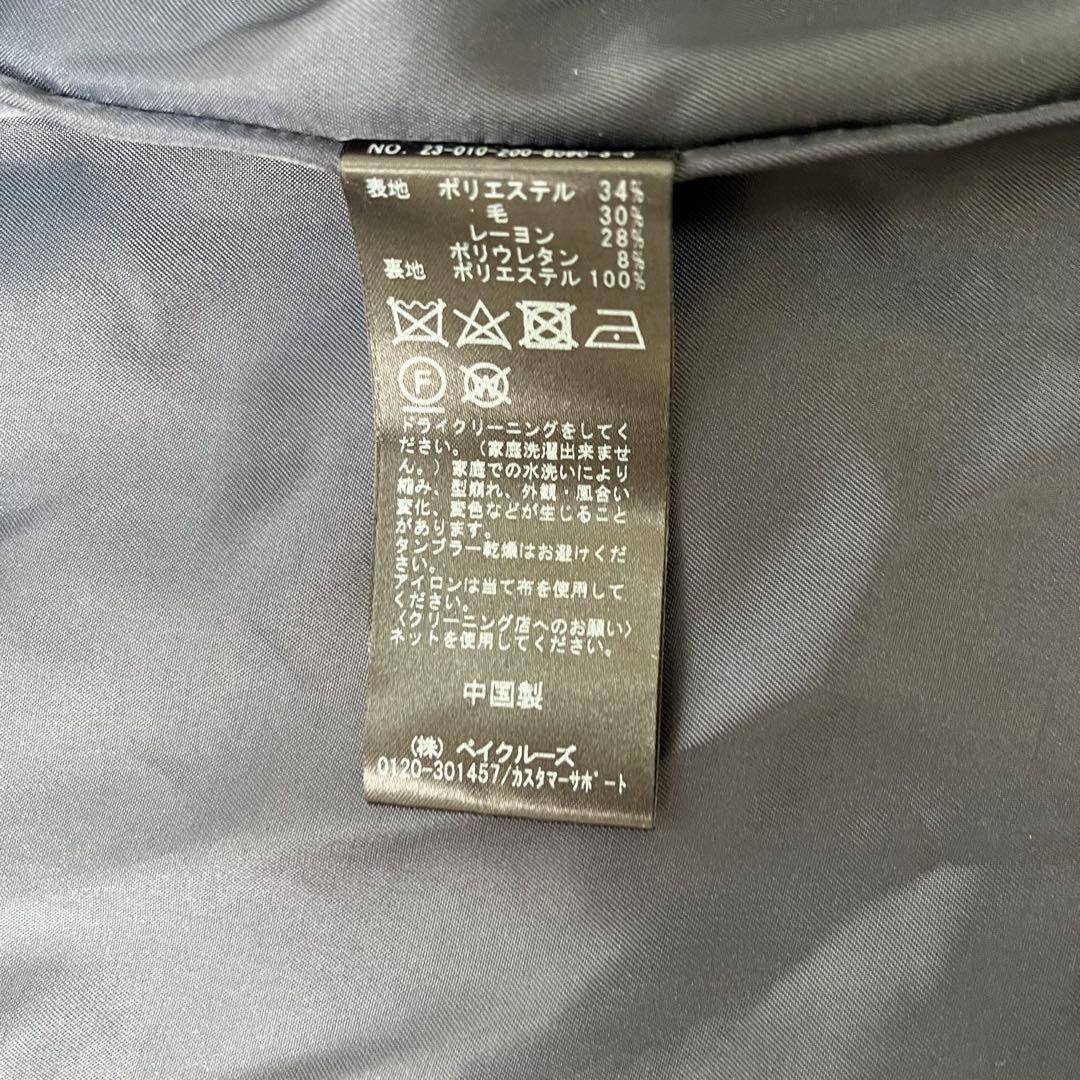 表地 ポリエステル 34%
毛 30%
レーヨン 28%
ポリウレタン 8%
裏地 ポリエステル 100%
F W
ドライクリーニングをしてく
ださい。(家庭洗濯出来ませ
ん。)家庭での水洗いにより
縮み、型崩れ、外観・風合い
変化、変色などが生じること
があります。
タンブラー乾燥はお避けくだ
さい。
アイロンは当て布を使用して
ください。
〈クリーニング店へのお願い〉
ネットを使用してください。
中国製
(株) ベイクルーズ
0120-301457/カスタマーサポート